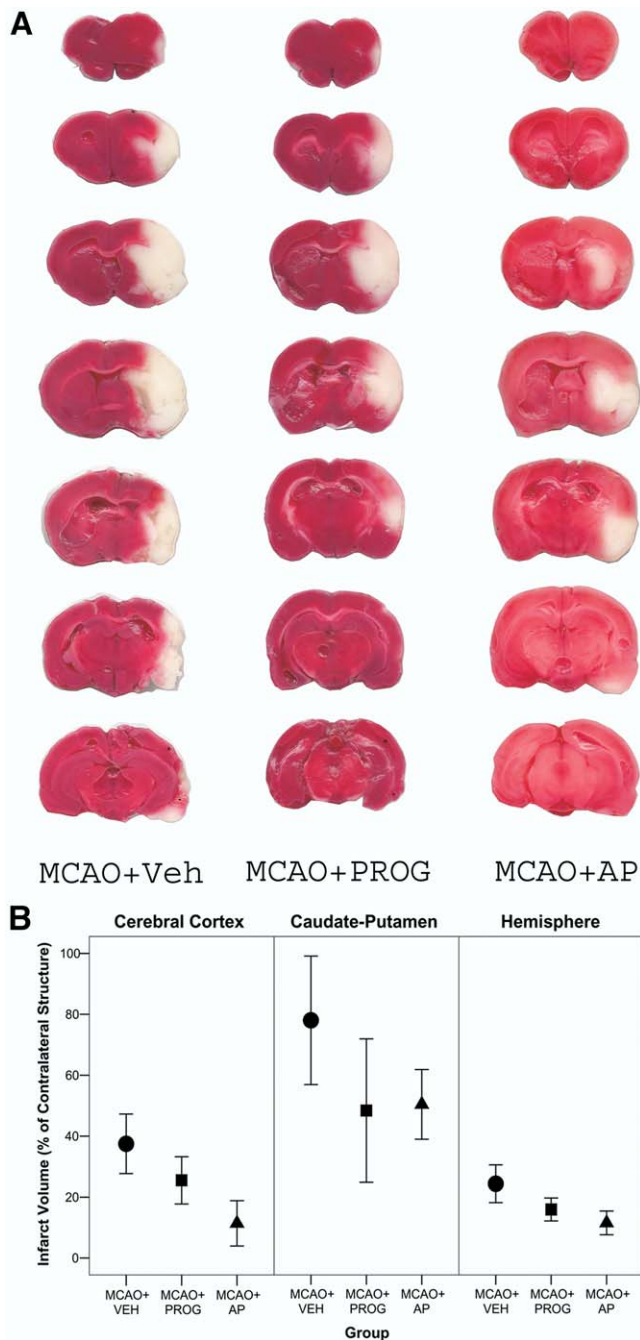 A
MCAO+Veh MCAO+PROG MCAO+AP
B
Cerebral Cortex Caudate-Putamen Hemisphere
Infarct Volume (% of Contralateral Structure)
100
80
60
40
20
0
MCAO+ MCAO+ MCAO+ MCAO+ MCAO+ MCAO+ MCAO+ MCAO+ MCAO+
VEH PROG AP VEH PROG AP VEH PROG AP
Group